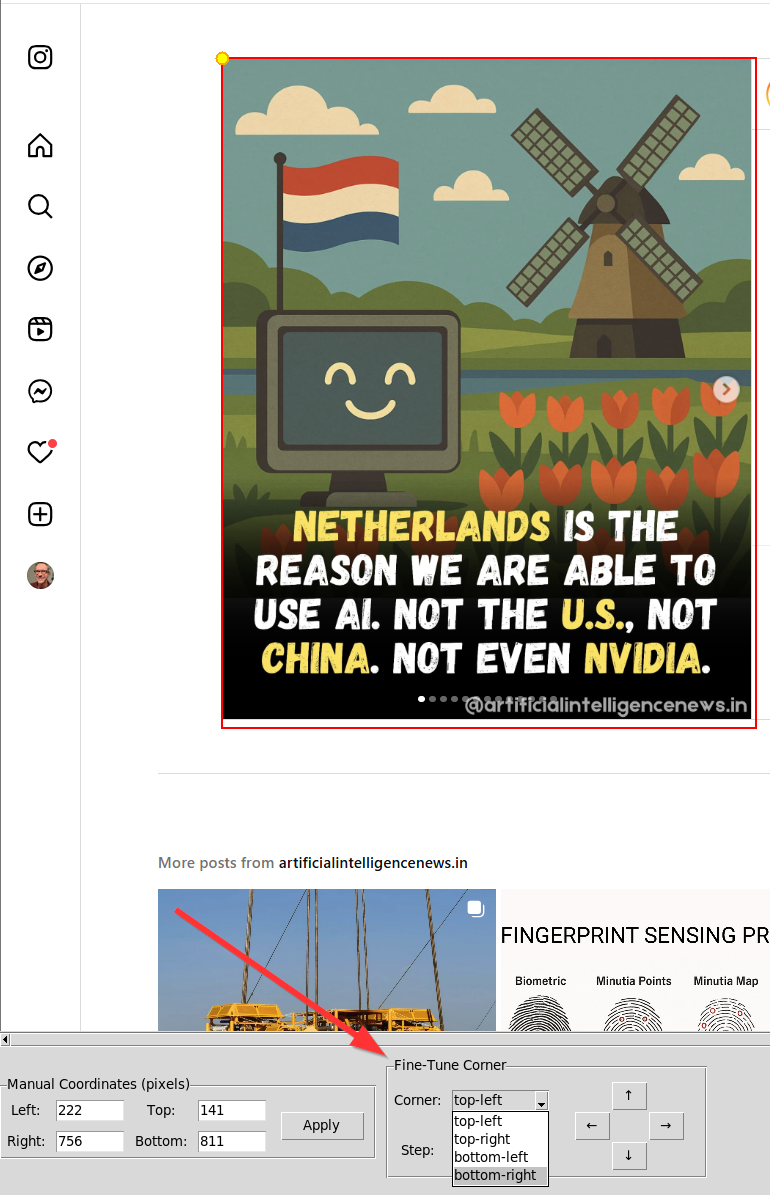 NETHERLANDS IS THE
REASON WE ARE ABLE TO
USE AI. NOT THE U.S., NOT
CHINA. NOT EVEN NVIDIA.
@artificialintelligencenews.in
More posts from artificialintelligencenews.in
FINGERPRINT SENSING PR
Biometric Minutia Points Minutia Map
Manual Coordinates (pixels)
Left: 222 Top: 141
Right: 756 Bottom: 811
Apply
Fine-Tune Corner
Corner: top-left
top-left
top-right
bottom-left
bottom-right
Step:
↑
← →
↓